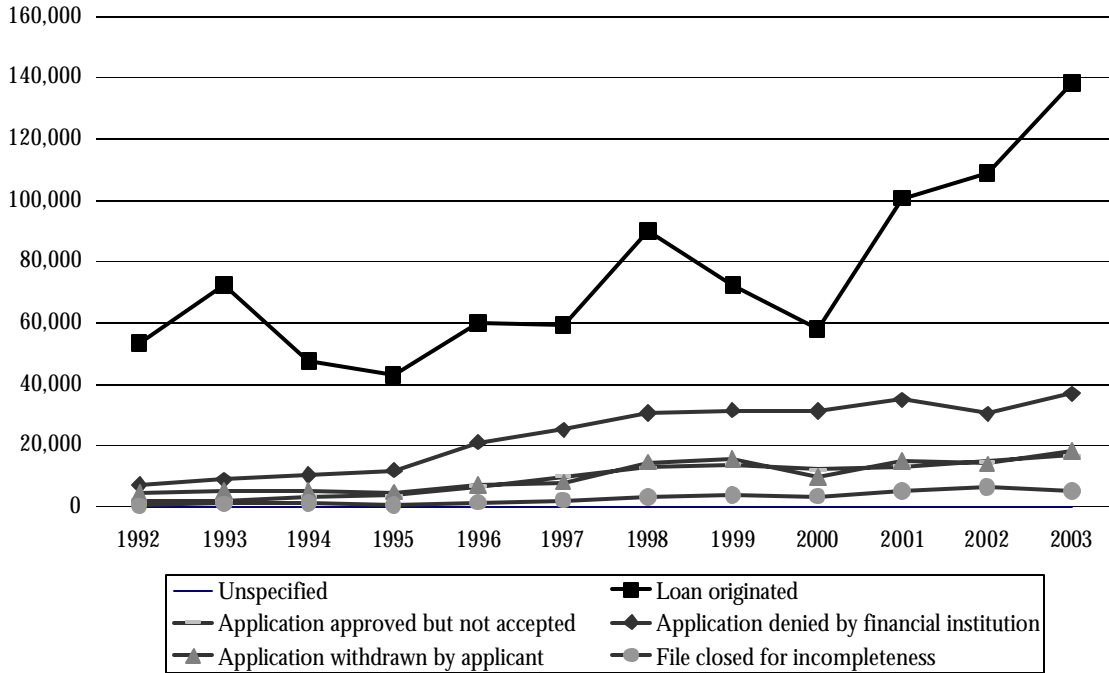 160,000
140,000
120,000
100,000
80,000
60,000
40,000
20,000
0
1992 1993 1994 1995 1996 1997 1998 1999 2000 2001 2002 2003
Unspecified Loan originated
Application approved but not accepted Application denied by financial institution
Application withdrawn by applicant File closed for incompleteness